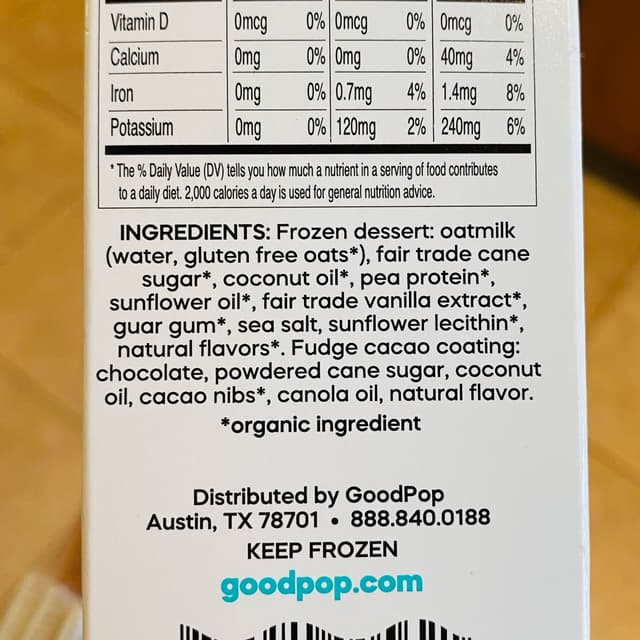 Vitamin D 0mcg 0% 0mcg 0% 0mcg 0%
Calcium 0mg 0% 0mg 0% 40mg 4%
Iron 0mg 0% 0.7mg 4% 1.4mg 8%
Potassium 0mg 0% 120mg 2% 240mg 6%
* The % Daily Value (DV) tells you how much a nutrient in a serving of food contributes
to a daily diet. 2,000 calories a day is used for general nutrition advice.
INGREDIENTS: Frozen dessert: oatmilk
(water, gluten free oats*), fair trade cane
sugar*, coconut oil*, pea protein*,
sunflower oil*, fair trade vanilla extract*,
guar gum*, sea salt, sunflower lecithin*,
natural flavors*. Fudge cacao coating:
chocolate, powdered cane sugar, coconut
oil, cacao nibs*, canola oil, natural flavor.
*organic ingredient
Distributed by GoodPop
Austin, TX 78701 • 888.840.0188
KEEP FROZEN
goodpop.com